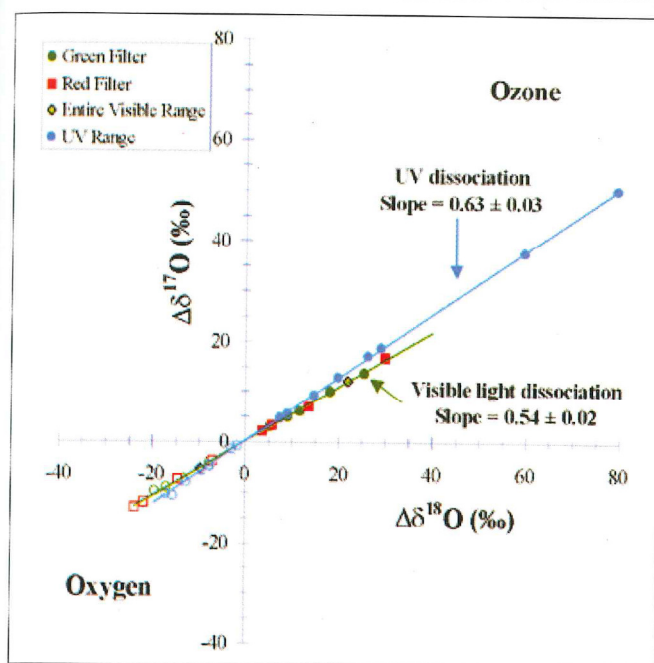 80
Green Filter
Red Filter
Entire Visible Range
UV Range
Ozone
60
UV dissociation
Slope = 0.63 ± 0.03
40
Δδ¹⁷O (‰)
20
Visible light dissociation
Slope = 0.54 ± 0.02
0
-40 -20 0 20 40 60 80
Δδ¹⁸O (‰)
-20
Oxygen
-40